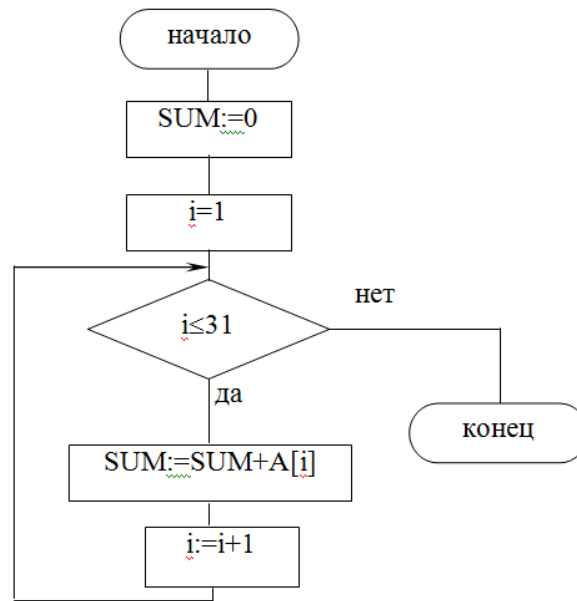 начало
SUM:=0
i=1
i≤31
нет
да
конец
SUM:=SUM+A[i]
i:=i+1